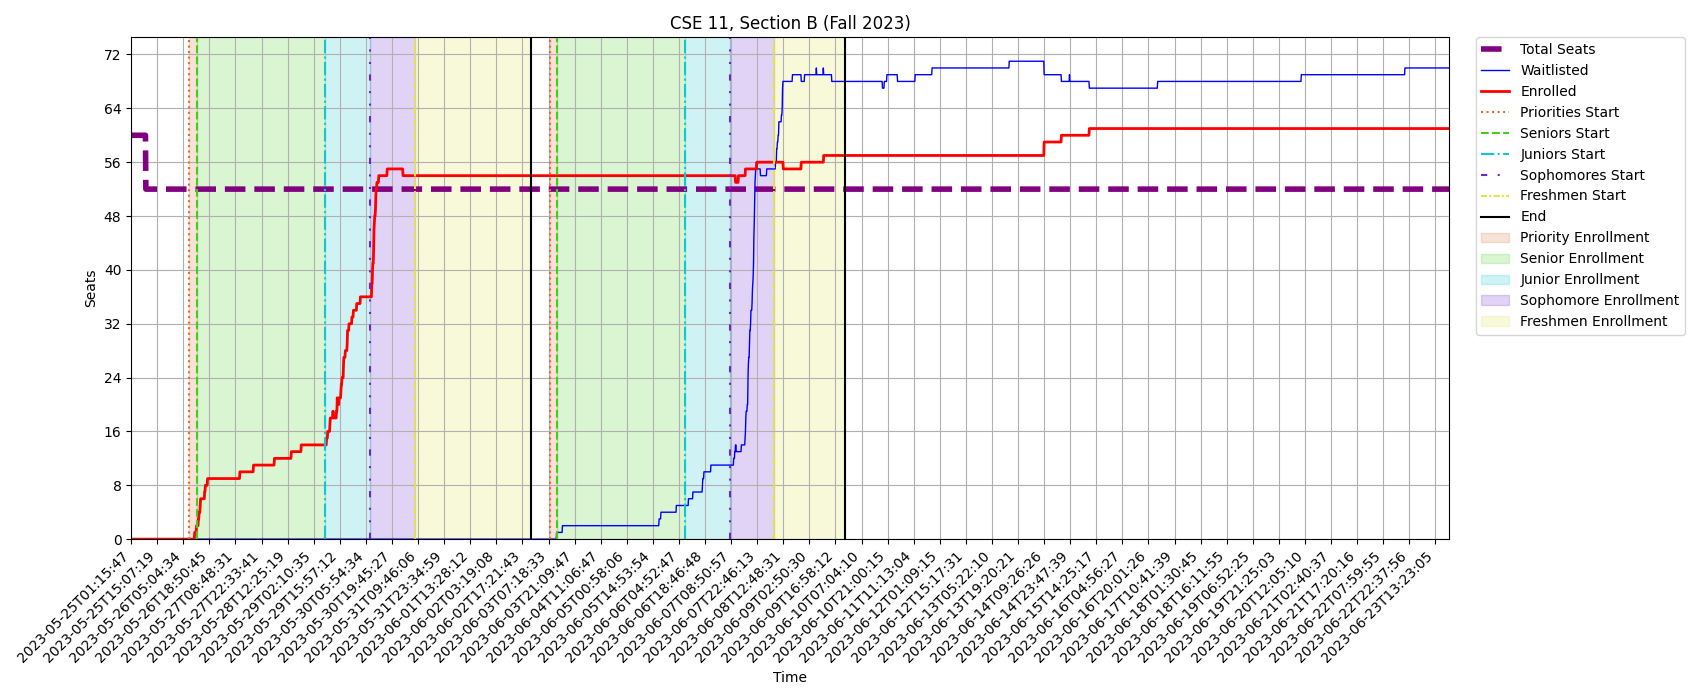 CSE 11, Section B (Fall 2023)
72
64
56
48
40
32
24
16
8
0
Seats
2023-05-25T01:15:47
2023-05-25T15:07:19
2023-05-26T05:04:34
2023-05-26T18:50:45
2023-05-27T08:48:31
2023-05-27T22:33:41
2023-05-28T12:25:19
2023-05-29T02:10:35
2023-05-29T15:57:12
2023-05-30T05:54:34
2023-05-30T19:45:27
2023-05-31T09:46:06
2023-05-31T23:34:59
2023-06-01T13:28:12
2023-06-02T03:19:08
2023-06-02T17:21:43
2023-06-03T07:18:33
2023-06-03T21:09:47
2023-06-04T11:06:47
2023-06-05T00:58:06
2023-06-05T14:53:54
2023-06-06T04:52:47
2023-06-06T18:46:48
2023-06-07T08:50:57
2023-06-07T22:46:13
2023-06-08T12:48:31
2023-06-09T02:50:30
2023-06-09T16:58:12
2023-06-10T07:04:10
2023-06-10T21:00:15
2023-06-11T11:13:04
2023-06-12T01:09:15
2023-06-12T15:17:31
2023-06-13T05:22:10
2023-06-13T19:20:21
2023-06-14T09:26:26
2023-06-14T23:47:39
2023-06-15T14:25:17
2023-06-16T04:56:27
2023-06-16T20:01:26
2023-06-17T10:41:39
2023-06-18T01:30:45
2023-06-18T16:11:55
2023-06-19T06:52:25
2023-06-19T21:25:03
2023-06-20T12:05:10
2023-06-21T02:40:37
2023-06-21T17:20:16
2023-06-22T07:59:55
2023-06-22T22:37:56
2023-06-23T13:23:05
Time
Total Seats
Waitlisted
Enrolled
Priorities Start
Seniors Start
Juniors Start
Sophomores Start
Freshmen Start
End
Priority Enrollment
Senior Enrollment
Junior Enrollment
Sophomore Enrollment
Freshmen Enrollment